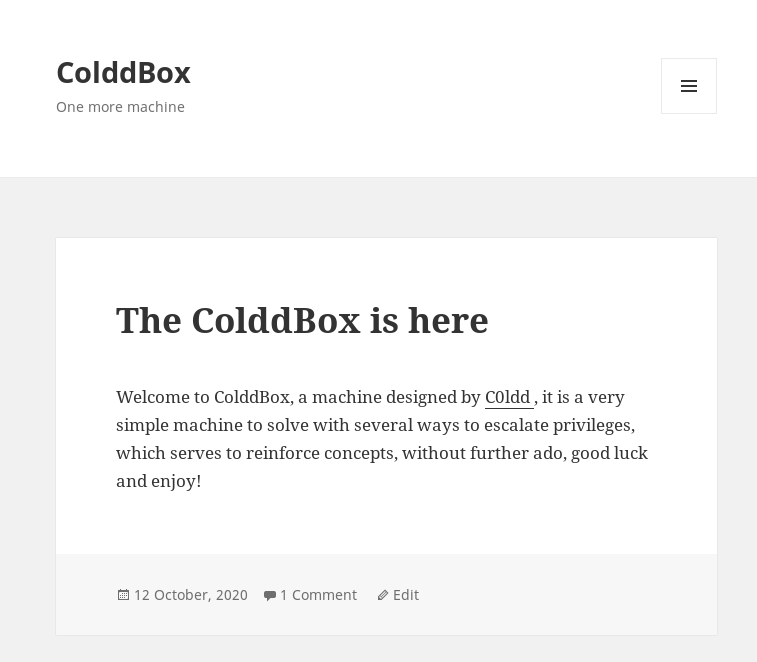 ColddBox
One more machine
The ColddBox is here
Welcome to ColddBox, a machine designed by C0ldd , it is a very
simple machine to solve with several ways to escalate privileges,
which serves to reinforce concepts, without further ado, good luck
and enjoy!
12 October, 2020 1 Comment Edit